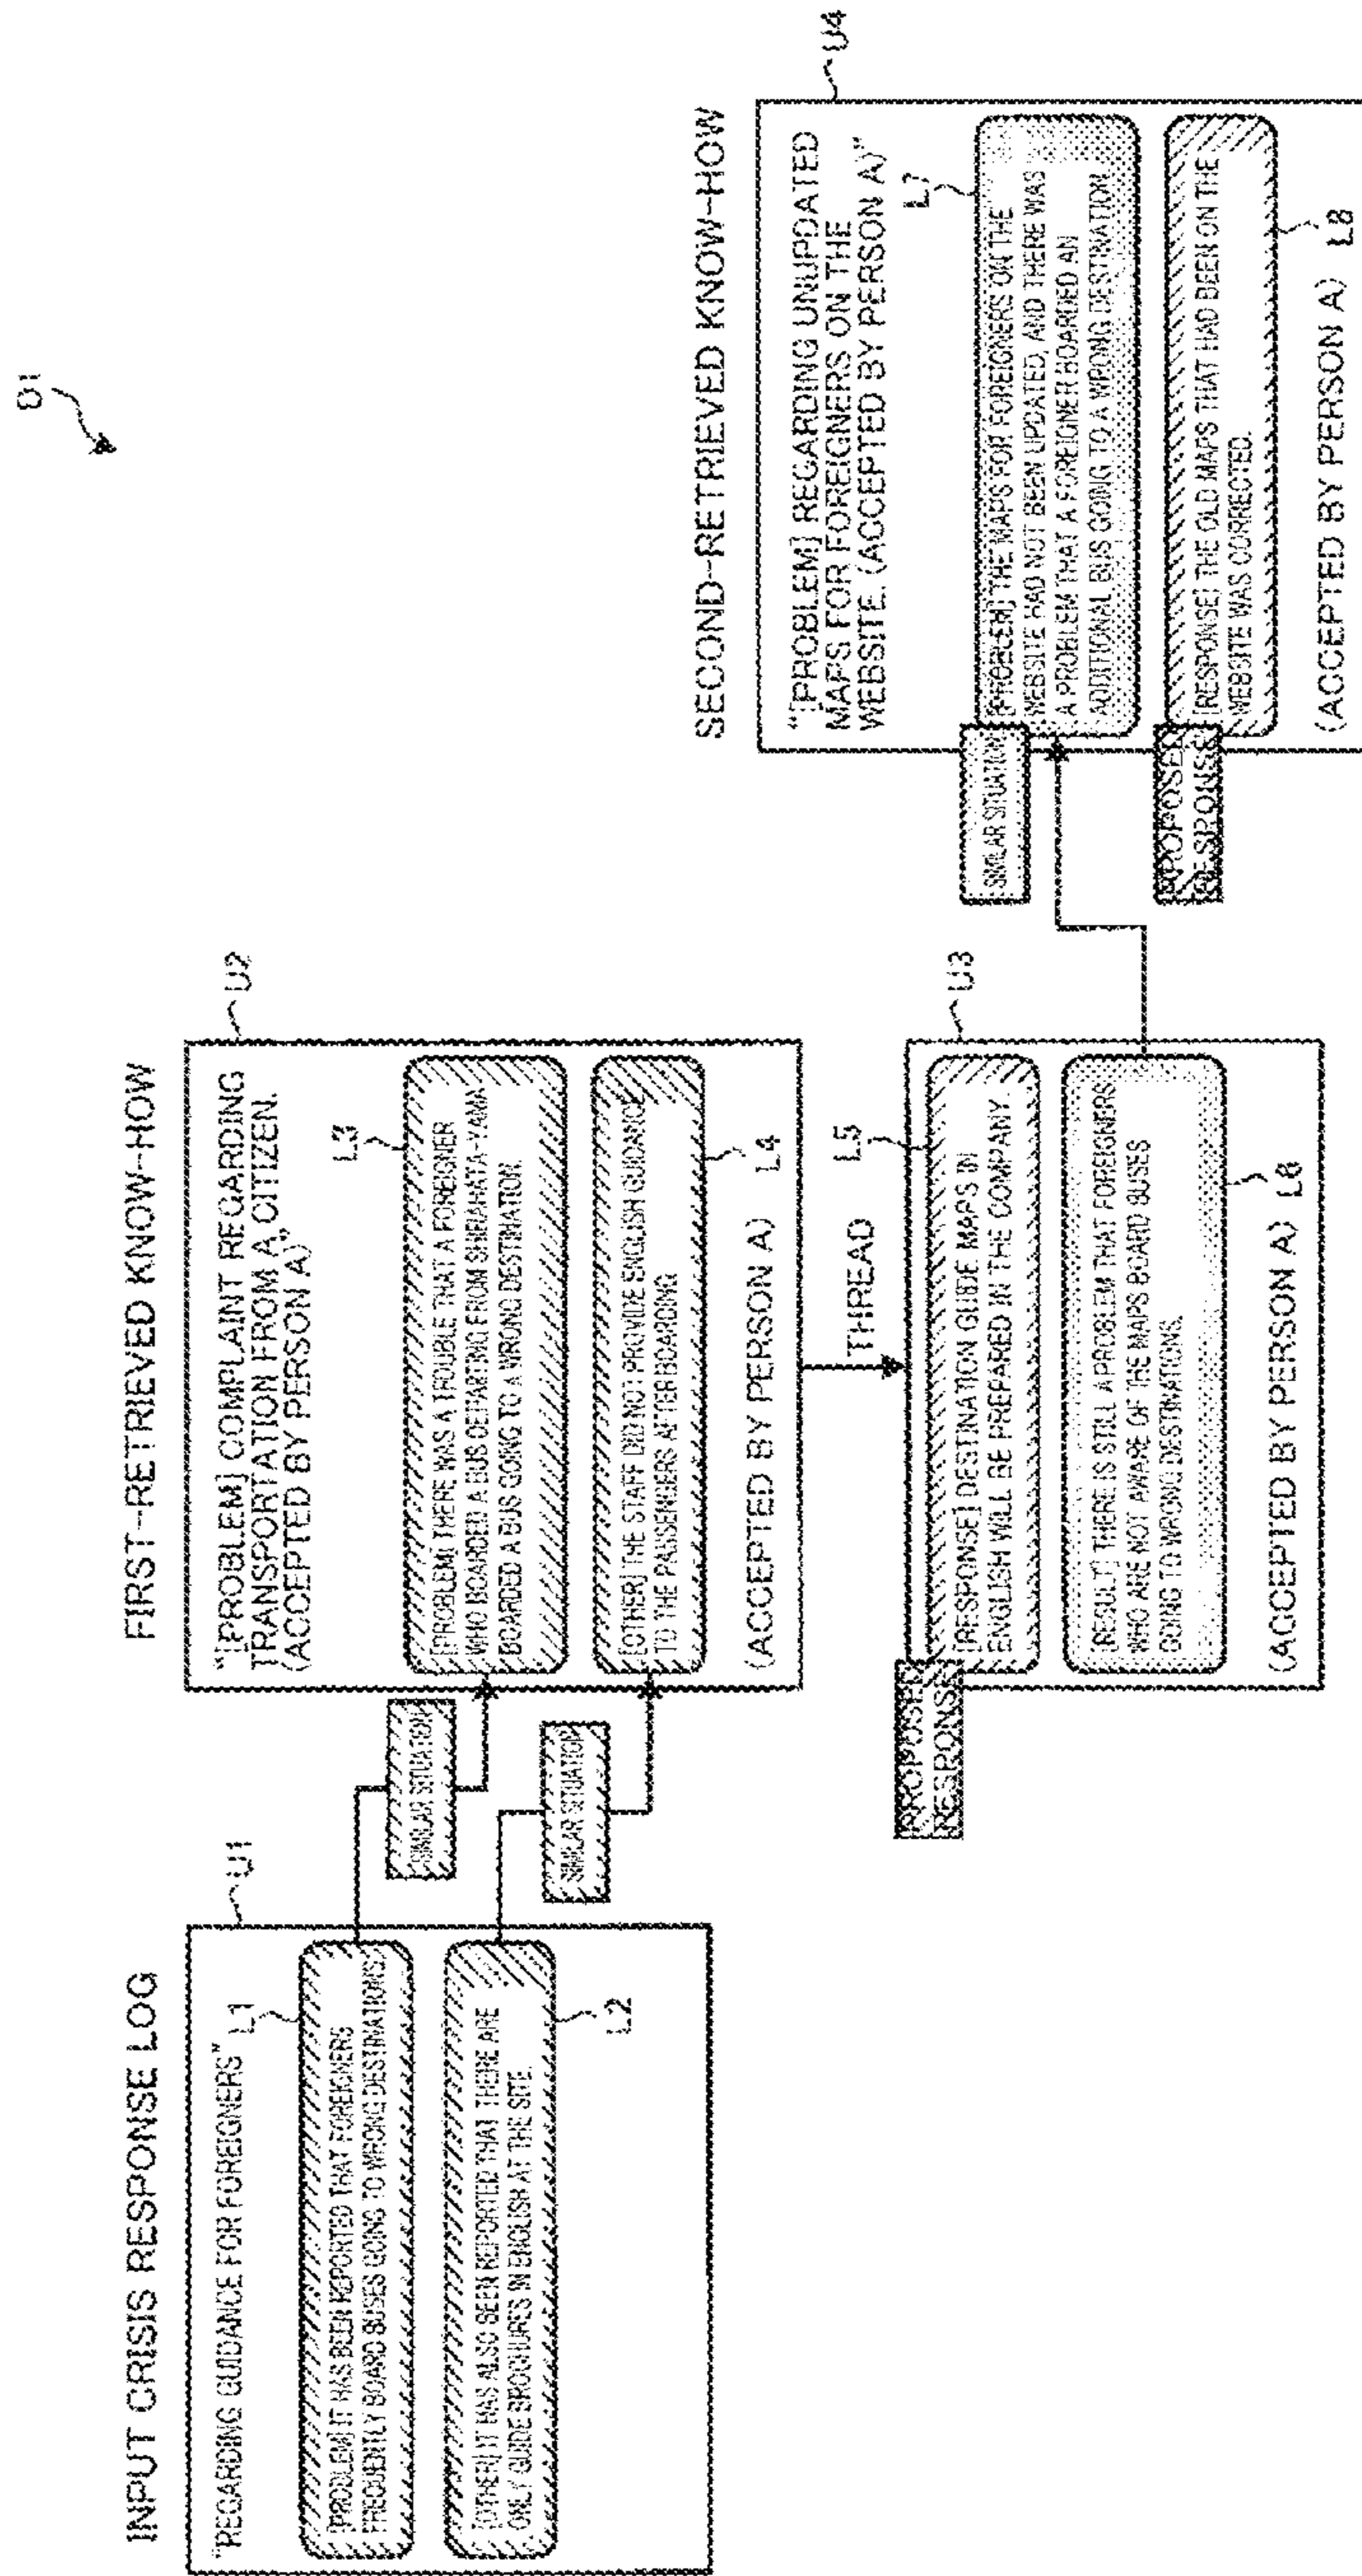 D1
INPUT CRISIS RESPONSE LOG
U1
"REGARDING GUIDANCE FOR FOREIGNERS"
L1
[PROBLEM] IT HAS BEEN REPORTED THAT FOREIGNERS
FREQUENTLY BOARD BUSES GOING TO WRONG DESTINATIONS.
[OTHER] IT HAS ALSO BEEN REPORTED THAT THERE ARE
ONLY GUIDE BROCHURES IN ENGLISH AT THE SITE.
L2
SIMILAR SITUATION
SIMILAR SITUATION
FIRST-RETRIEVED KNOW-HOW
U2
"[PROBLEM] COMPLAINT REGARDING
TRANSPORTATION FROM A CITIZEN.
(ACCEPTED BY PERSON A)"
L3
[PROBLEM] THERE WAS A TROUBLE THAT A FOREIGNER
WHO BOARDED A BUS DEPARTING FROM SHIRAHATA-YAMA
BOARDED A BUS GOING TO A WRONG DESTINATION.
[OTHER] THE STAFF DID NOT PROVIDE ENGLISH GUIDANCE
TO THE PASSENGERS AFTER BOARDING
L4
(ACCEPTED BY PERSON A)
THREAD
U3
PROPOSED
RESPONSE
L5
[RESPONSE] DESTINATION GUIDE MAPS IN
ENGLISH WILL BE PREPARED IN THE COMPANY.
[RESULT] THERE IS STILL A PROBLEM THAT FOREIGNERS
WHO ARE NOT AWARE OF THE MAPS BOARD BUSES
GOING TO WRONG DESTINATIONS.
(ACCEPTED BY PERSON A)
L6
SECOND-RETRIEVED KNOW-HOW
U4
"[PROBLEM] REGARDING UNUPDATED
MAPS FOR FOREIGNERS ON THE
WEBSITE. (ACCEPTED BY PERSON A)"
L7
SIMILAR SITUATION
[PROBLEM] THE MAPS FOR FOREIGNERS ON THE
WEBSITE HAD NOT BEEN UPDATED, AND THERE WAS
A PROBLEM THAT A FOREIGNER BOARDED AN
ADDITIONAL BUS GOING TO A WRONG DESTINATION
PROPOSED
RESPONSE
[RESPONSE] THE OLD MAPS THAT HAD BEEN ON THE
WEBSITE WAS CORRECTED.
L8
(ACCEPTED BY PERSON A)